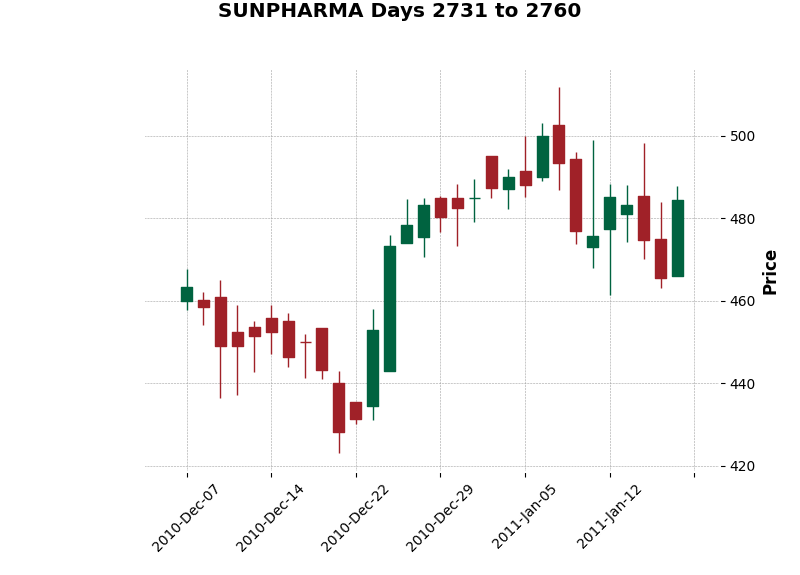 SUNPHARMA Days 2731 to 2760
500
480
460
440
420
Price
2010-Dec-07
2010-Dec-14
2010-Dec-22
2010-Dec-29
2011-Jan-05
2011-Jan-12